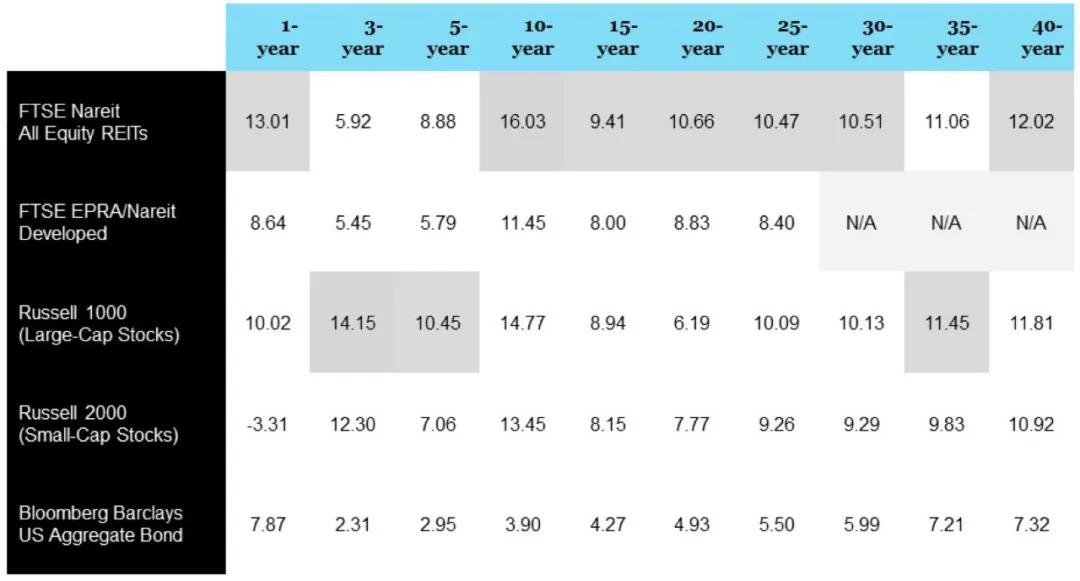 1- 3- 5- 10- 15- 20- 25- 30- 35- 40-
year year year year year year year year year year
FTSE Nareit
All Equity REITs
13.01 5.92 8.88 16.03 9.41 10.66 10.47 10.51 11.06 12.02
FTSE EPRA/Nareit
Developed
8.64 5.45 5.79 11.45 8.00 8.83 8.40 N/A N/A N/A
Russell 1000
(Large-Cap Stocks)
10.02 14.15 10.45 14.77 8.94 6.19 10.09 10.13 11.45 11.81
Russell 2000
(Small-Cap Stocks)
-3.31 12.30 7.06 13.45 8.15 7.77 9.26 9.29 9.83 10.92
Bloomberg Barclays
US Aggregate Bond
7.87 2.31 2.95 3.90 4.27 4.93 5.50 5.99 7.21 7.32